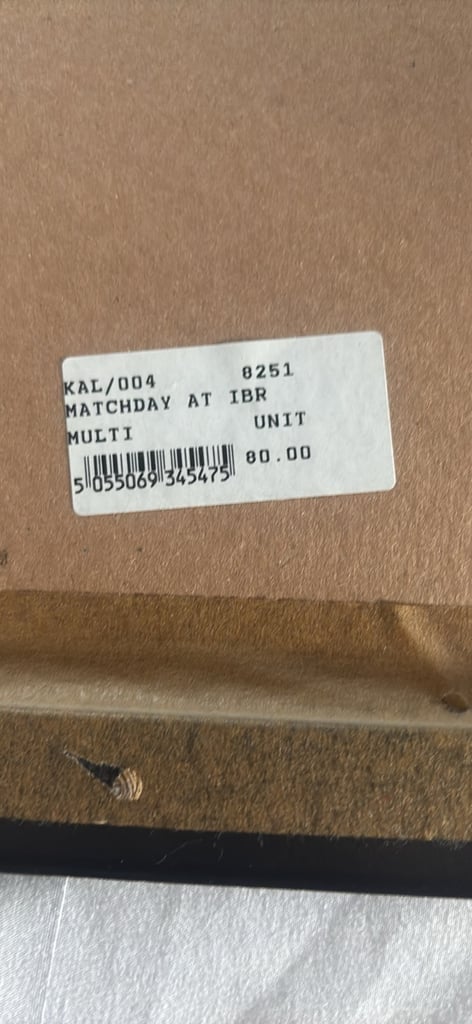 KAL/004 8251
MATCHDAY AT IBR
MULTI UNIT
80.00
5 055069 345475